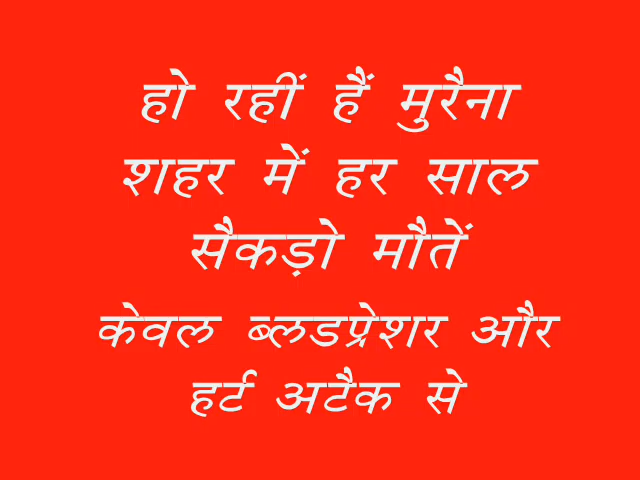 हो रहीं हैं मुरैना
शहर में हर साल
सैकड़ो मौतें
केवल ब्लडप्रेशर और
हर्ट अटैक से